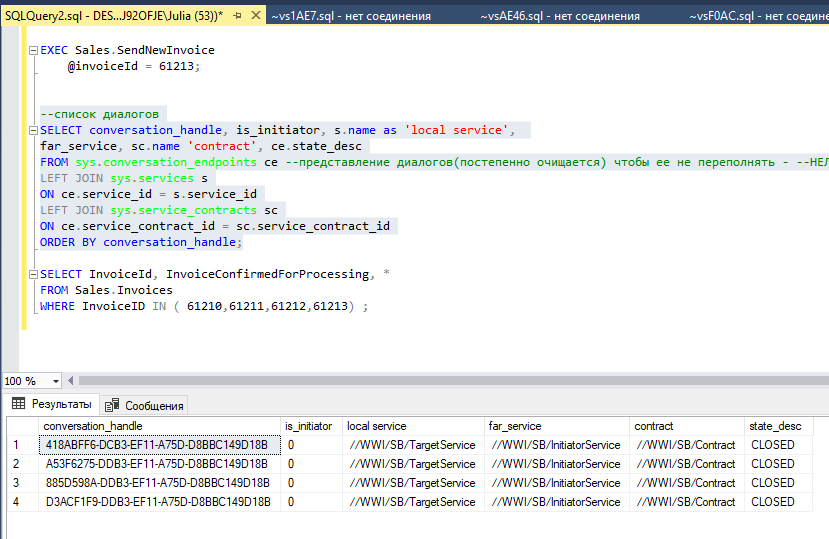 SQLQuery2.sql - DES...J92OFJE\Julia (53))* ~vs1AE7.sql - нет соединения ~vsAE46.sql - нет соединения ~vsF0AC.sql - нет соединени
EXEC Sales.SendNewInvoice
@invoiceId = 61213;
--список диалогов
SELECT conversation_handle, is_initiator, s.name as 'local service',
far_service, sc.name 'contract', ce.state_desc
FROM sys.conversation_endpoints ce --представление диалогов(постепенно очищается) чтобы ее не переполнять - --НЕЛ
LEFT JOIN sys.services s
ON ce.service_id = s.service_id
LEFT JOIN sys.service_contracts sc
ON ce.service_contract_id = sc.service_contract_id
ORDER BY conversation_handle;
SELECT InvoiceId, InvoiceConfirmedForProcessing, *
FROM Sales.Invoices
WHERE InvoiceID IN ( 61210,61211,61212,61213) ;
100 %
Результаты Сообщения
conversation_handle is_initiator local service far_service contract state_desc
1 418ABFF6-DCB3-EF11-A75D-D8BBC149D18B 0 //WWI/SB/TargetService //WWI/SB/InitiatorService //WWI/SB/Contract CLOSED
2 A53F6275-DDB3-EF11-A75D-D8BBC149D18B 0 //WWI/SB/TargetService //WWI/SB/InitiatorService //WWI/SB/Contract CLOSED
3 885D598A-DDB3-EF11-A75D-D8BBC149D18B 0 //WWI/SB/TargetService //WWI/SB/InitiatorService //WWI/SB/Contract CLOSED
4 D3ACF1F9-DDB3-EF11-A75D-D8BBC149D18B 0 //WWI/SB/TargetService //WWI/SB/InitiatorService //WWI/SB/Contract CLOSED